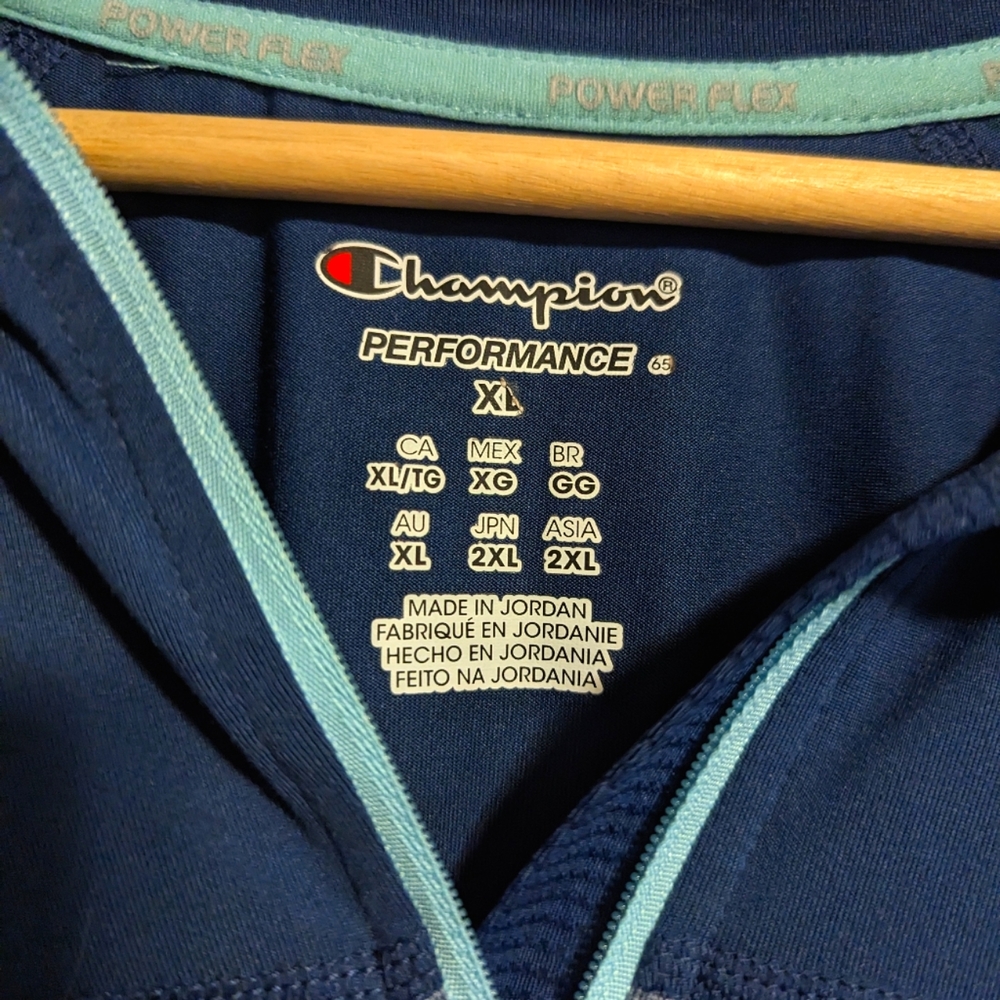 POWER FLEX
POWER FLEX
Champion®
PERFORMANCE 65
XL
CA MEX BR
XL/TG XG GG
AU JPN ASIA
XL 2XL 2XL
MADE IN JORDAN
FABRIQUÉ EN JORDANIE
HECHO EN JORDANIA
FEITO NA JORDANIA